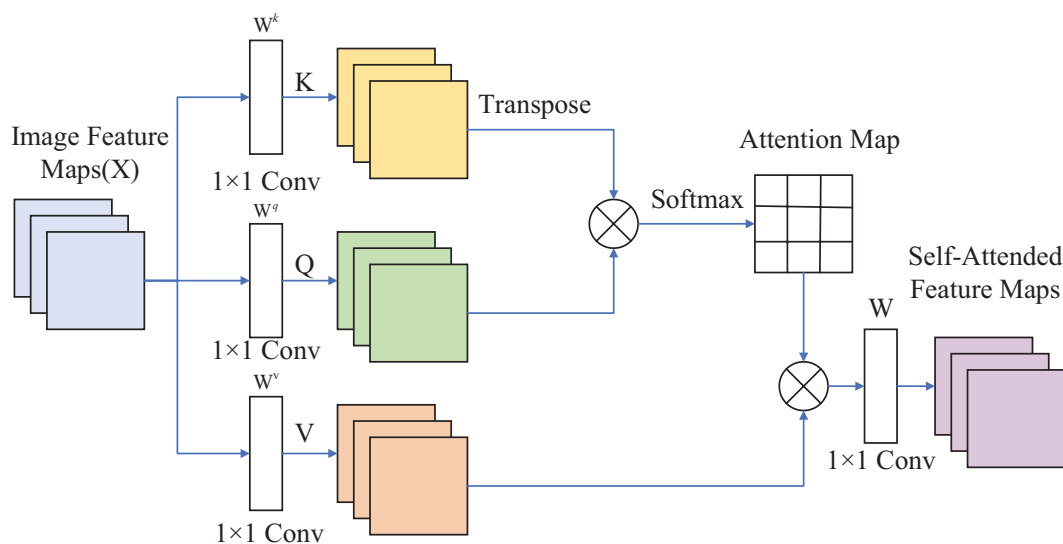 W^k
K
Transpose
1×1 Conv
Image Feature
Maps(X)
W^q
Q
1×1 Conv
W^v
V
1×1 Conv
Softmax
Attention Map
W
1×1 Conv
Self-Attended
Feature Maps